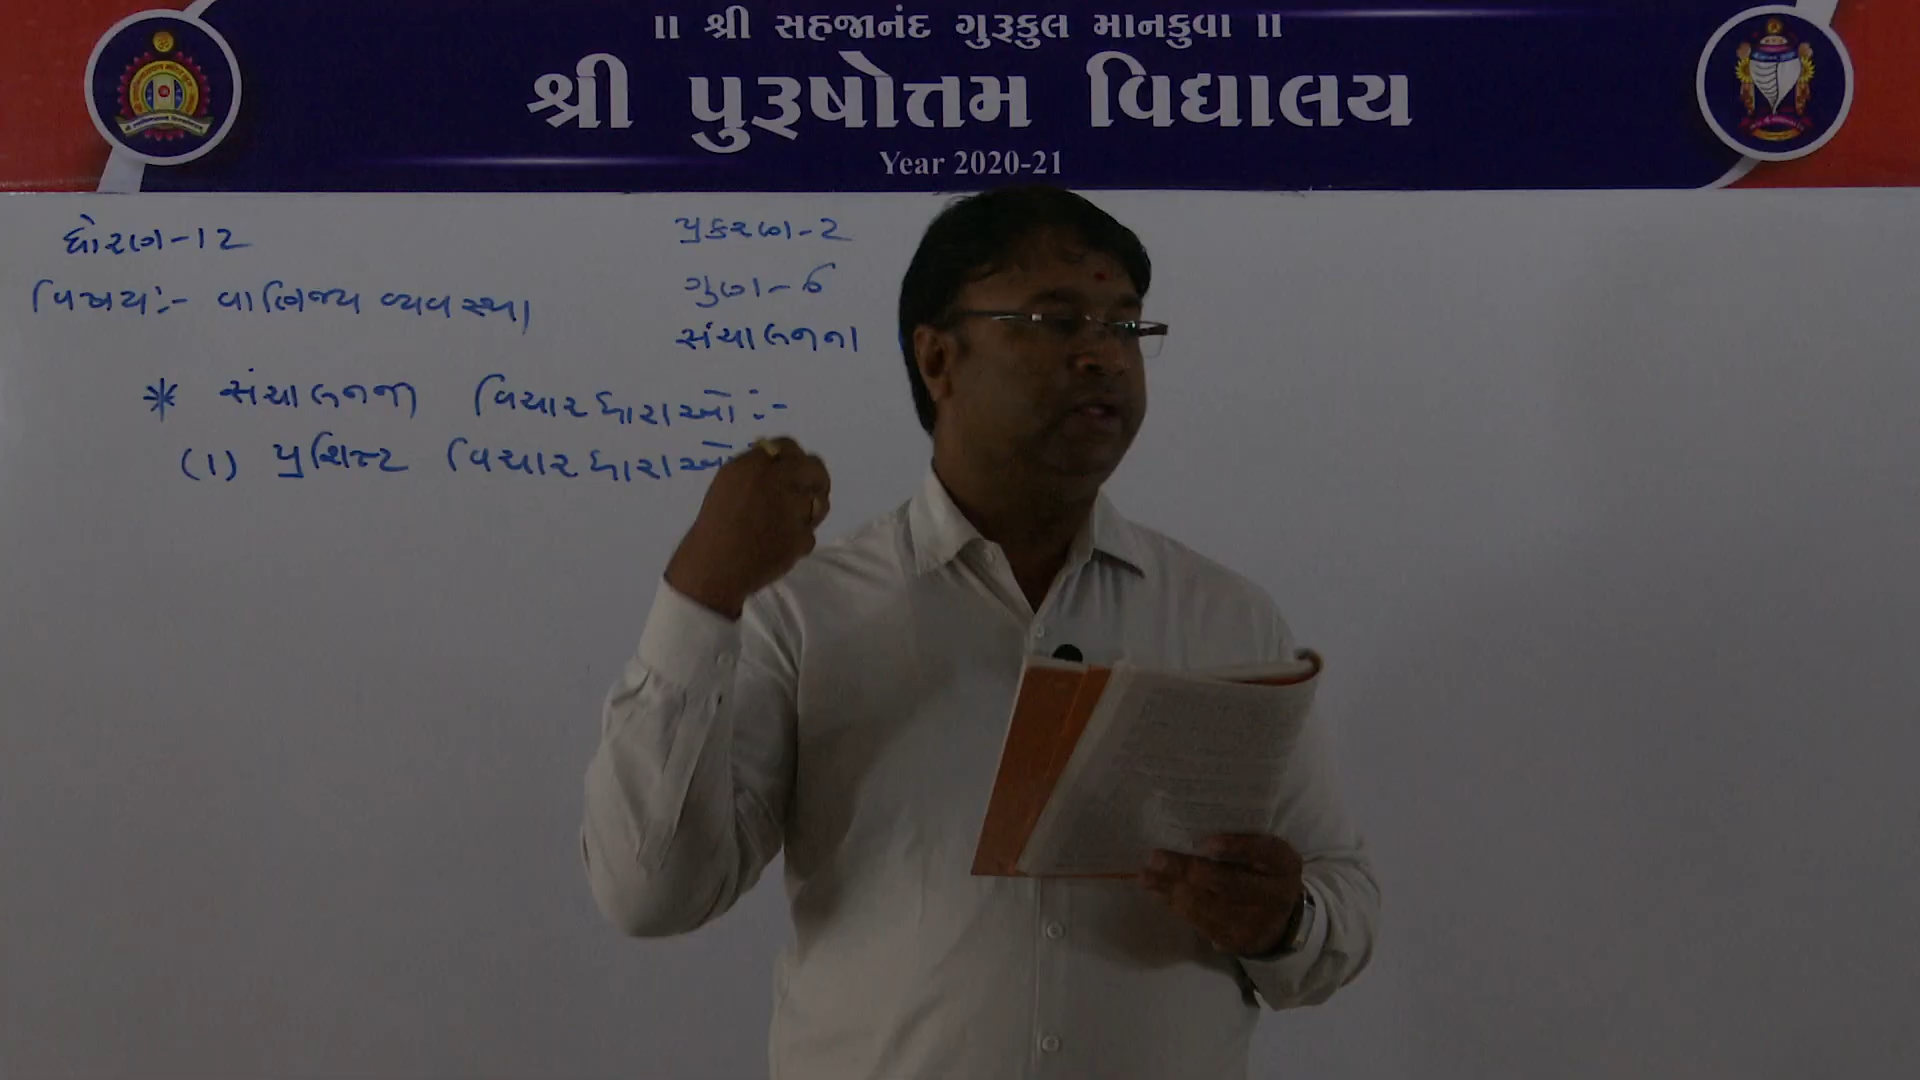 ॥ શ્રી સહજાનંદ ગુરૂકુલ માનકુવા ॥
શ્રી પુરૂષોત્તમ વિદ્યાલય
Year 2020-21
ધોરણ-12
વિષય:- વાણિજ્ય વ્યવસ્થા
પ્રકરણ-2
ગુણ-6
સંચાલનના
* સંચાલનની વિચારધારાઓ:-
(1) પ્રશિષ્ટ વિચારધારાઓ